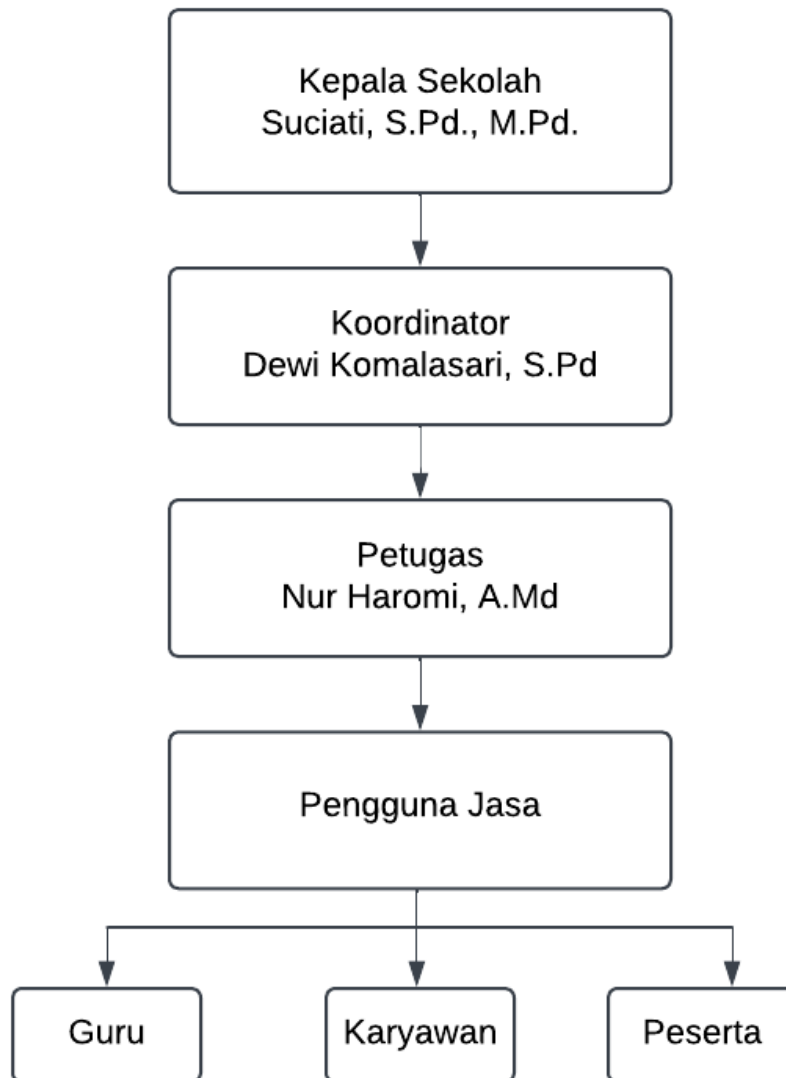 Kepala Sekolah
Suciati, S.Pd., M.Pd.
Koordinator
Dewi Komalasari, S.Pd
Petugas
Nur Haromi, A.Md
Pengguna Jasa
Guru
Karyawan
Peserta